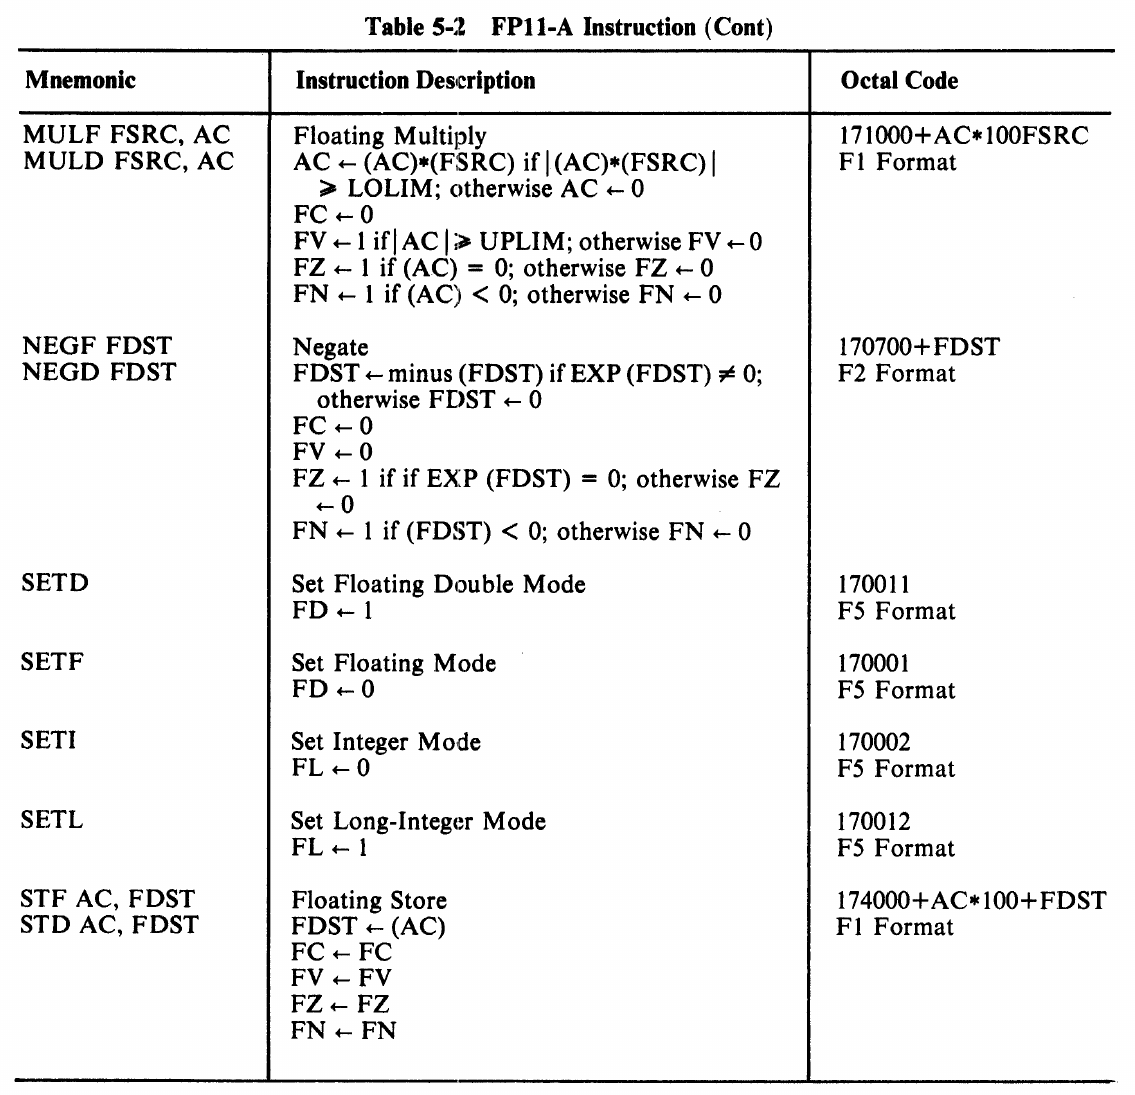 Table 5-2 FP11-A Instruction (Cont)
Mnemonic Instruction Description Octal Code
MULF FSRC, AC Floating Multiply 171000+AC*100FSRC
MULD FSRC, AC AC ← (AC)*(FSRC) if | (AC)*(FSRC) | F1 Format
⩾ LOLIM; otherwise AC ← 0
FC ← 0
FV ← 1 if | AC | ⩾ UPLIM; otherwise FV ← 0
FZ ← 1 if (AC) = 0; otherwise FZ ← 0
FN ← 1 if (AC) < 0; otherwise FN ← 0
NEGF FDST Negate 170700+FDST
NEGD FDST FDST ← minus (FDST) if EXP (FDST) ≠ 0; F2 Format
otherwise FDST ← 0
FC ← 0
FV ← 0
FZ ← 1 if if EXP (FDST) = 0; otherwise FZ
← 0
FN ← 1 if (FDST) < 0; otherwise FN ← 0
SETD Set Floating Double Mode 170011
FD ← 1 F5 Format
SETF Set Floating Mode 170001
FD ← 0 F5 Format
SETI Set Integer Mode 170002
FL ← 0 F5 Format
SETL Set Long-Integer Mode 170012
FL ← 1 F5 Format
STF AC, FDST Floating Store 174000+AC*100+FDST
STD AC, FDST FDST ← (AC) F1 Format
FC ← FC
FV ← FV
FZ ← FZ
FN ← FN